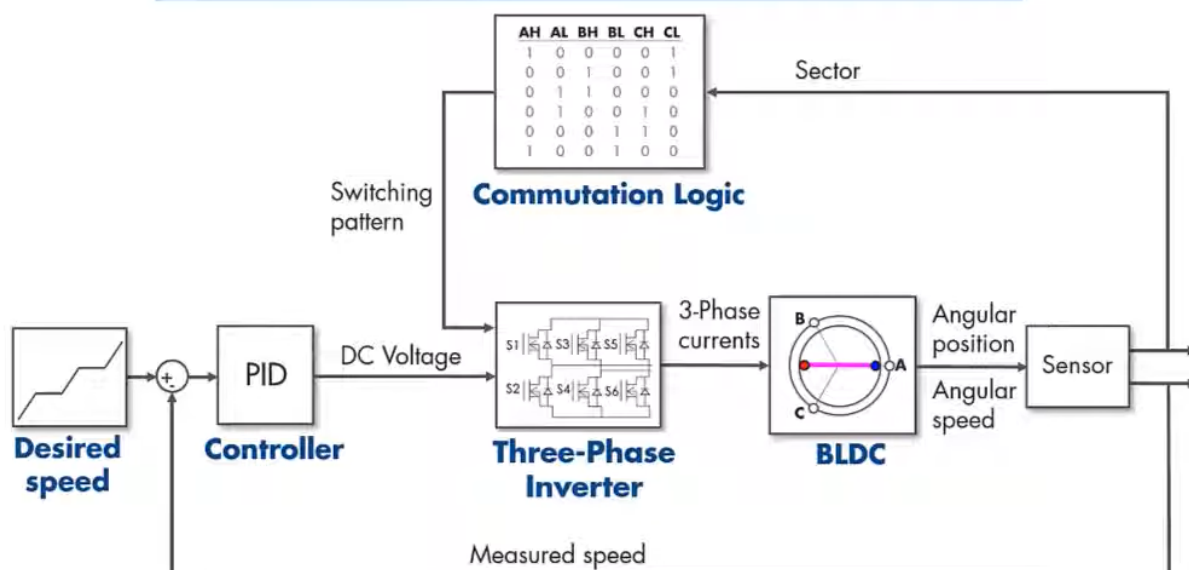 AH AL BH BL CH CL
1 0 0 0 0 1
0 0 1 0 0 1
0 1 1 0 0 0
0 1 0 0 1 0
0 0 0 1 1 0
1 0 0 1 0 0
Sector
Switching
pattern
Commutation Logic
PID
DC Voltage
S1 S3 S5
S2 S4 S6
3-Phase
currents
B
A
C
Angular
position
Angular
speed
Sensor
Desired
speed
Controller
Three-Phase
Inverter
BLDC
Measured speed